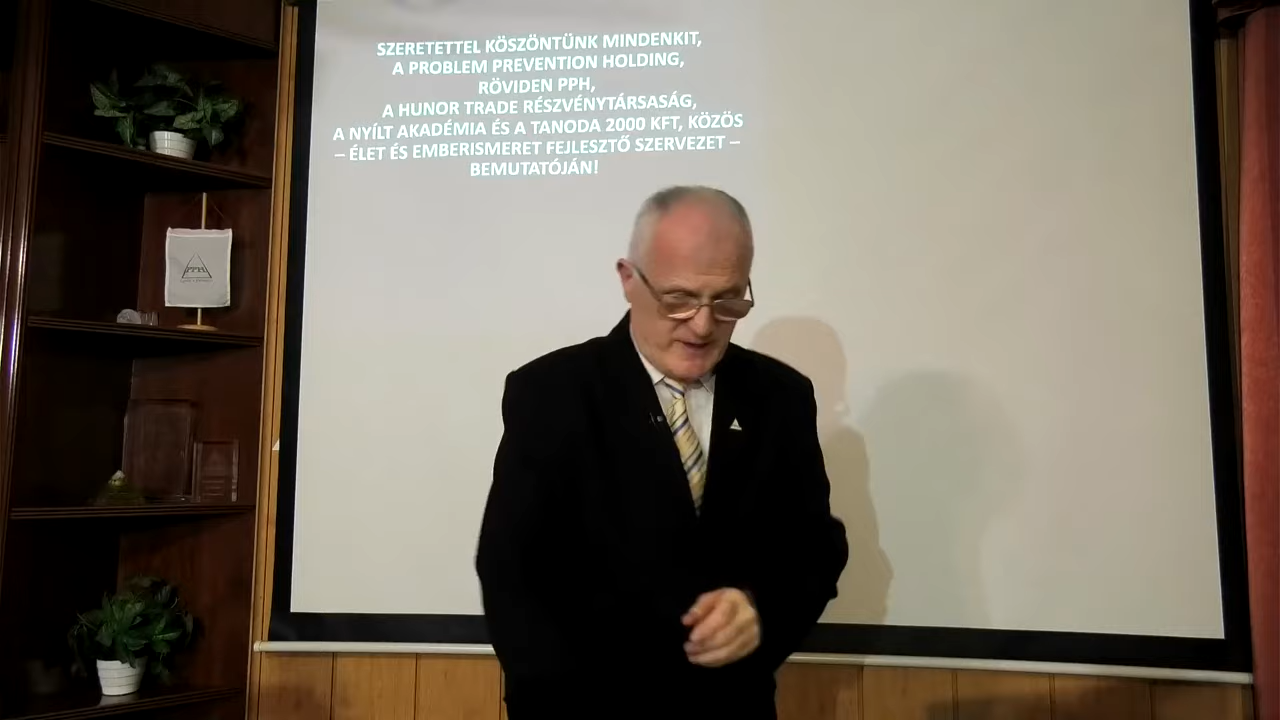 SZERETETTEL KÖSZÖNTÜNK MINDENKIT,
A PROBLEM PREVENTION HOLDING,
RÖVIDEN PPH,
A HUNOR TRADE RÉSZVÉNYTÁRSASÁG,
A NYÍLT AKADÉMIA ÉS A TANODA 2000 KFT, KÖZÖS
– ÉLET ÉS EMBERISMERET FEJLESZTŐ SZERVEZET –
BEMUTATÓJÁN!